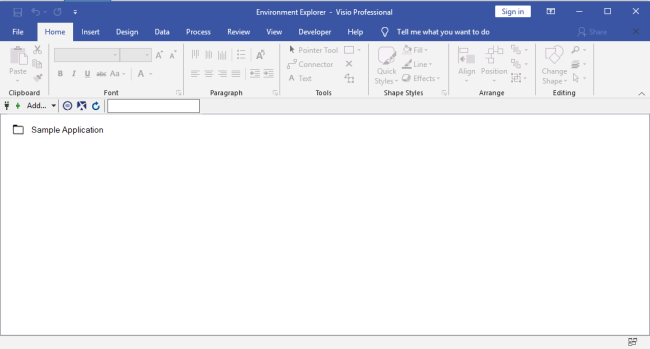 Environment Explorer - Visio Professional
Sign in
File Home Insert Design Data Process Review View Developer Help Tell me what you want to do Share
Paste
Clipboard
B I U abc Aa A
Font
Paragraph
Pointer Tool
Connector
A Text
Tools
Quick Styles
Fill
Line
Effects
Shape Styles
Align Position
Arrange
Change Shape
Editing
Add...
Sample Application